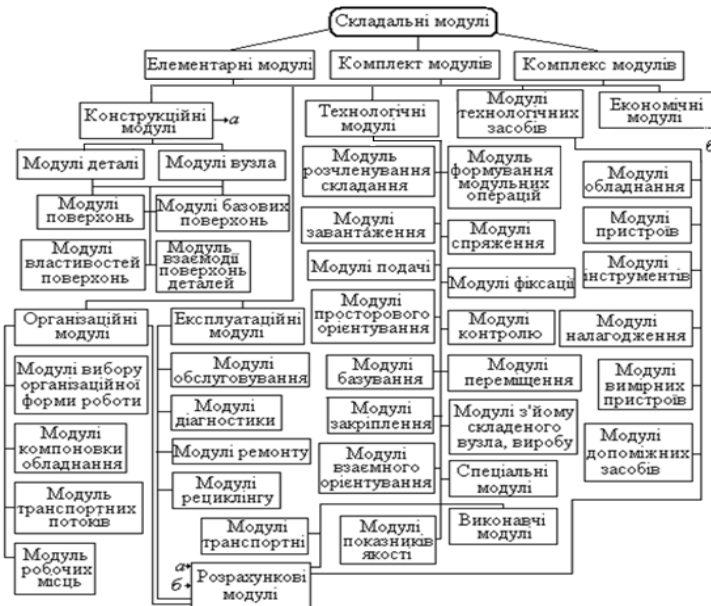 Складальні модулі
Елементарні модулі
Комплект модулів
Комплекс модулів
Конструкційні
модулі
а
Технологічні
модулі
Модулі
технологічних
засобів
Економічні
модулі
б
Модулі деталі
Модулі вузла
Модулі
поверхонь
Модулі базових
поверхонь
Модулі
властивостей
поверхонь
Модуль
взаємодії
поверхонь
деталей
Модуль
розчленування
складання
Модуль
формування
модульних
операцій
Модулі
завантаження
Модулі
спряження
Модулі подачі
Модулі фіксації
Модулі
просторового
орієнтування
Модулі
контролю
Модулі
базування
Модулі
переміщення
Модулі
закріплення
Модулі з'йому
складеного
вузла, виробу
Модулі
взаємного
орієнтування
Спеціальні
модулі
Модулі
транспортні
Модулі
показників
якості
Виконавчі
модулі
Модулі
обладнання
Модулі
пристроїв
Модулі
інструментів
Модулі
налагодження
Модулі
вимірних
пристроїв
Модулі
допоміжних
засобів
Організаційні
модулі
Експлуатаційні
модулі
Модулі вибору
організаційної
форми роботи
Модулі
компоновки
обладнання
Модуль
транспортних
потоків
Модуль
робочих
місць
Модулі
обслуговування
Модулі
діагностики
Модулі ремонту
Модулі
рециклінгу
а
б
Розрахункові
модулі